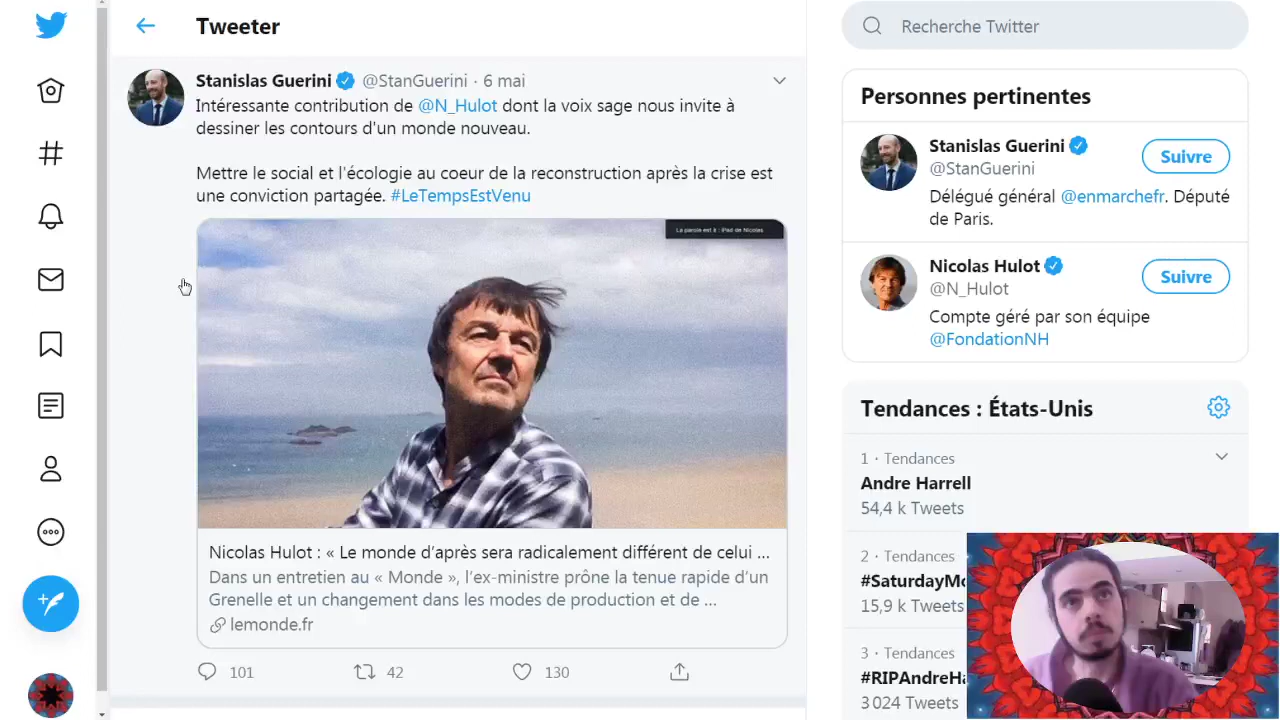 Tweeter
Stanislas Guerini @StanGuerini · 6 mai
Intéressante contribution de @N_Hulot dont la voix sage nous invite à
dessiner les contours d'un monde nouveau.
Mettre le social et l'écologie au coeur de la reconstruction après la crise est
une conviction partagée. #LeTempsEstVenu
La parole est à : iPad de Nicolas
Nicolas Hulot : « Le monde d'après sera radicalement différent de celui ...
Dans un entretien au « Monde », l'ex-ministre prône la tenue rapide d'un
Grenelle et un changement dans les modes de production et de ...
lemonde.fr
101
42
130
Recherche Twitter
Personnes pertinentes
Stanislas Guerini
@StanGuerini
Suivre
Délégué général @enmarchefr. Député
de Paris.
Nicolas Hulot
@N_Hulot
Suivre
Compte géré par son équipe
@FondationNH
Tendances : États-Unis
1 · Tendances
Andre Harrell
54,4 k Tweets
2 · Tendances
#SaturdayMo
15,9 k Tweets
3 · Tendances
#RIPAndreHa
3 024 Tweets